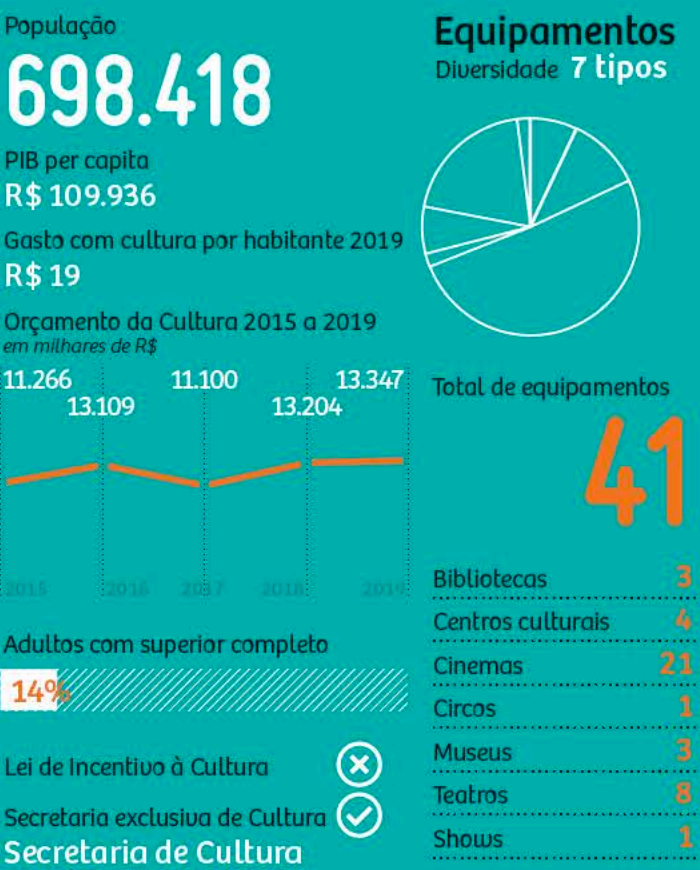 População
698.418
PIB per capita
R$ 109.936
Gasto com cultura por habitante 2019
R$ 19
Orçamento da Cultura 2015 a 2019
em milhares de R$
11.266
13.109
11.100
13.204
13.347
2015
2016
2017
2018
2019
Adultos com superior completo
14%
Lei de Incentivo à Cultura
Secretaria exclusiva de Cultura
Secretaria de Cultura
Equipamentos
Diversidade 7 tipos
Total de equipamentos
41
Bibliotecas 3
Centros culturais 4
Cinemas 21
Circos 1
Museus 3
Teatros 8
Shows 1